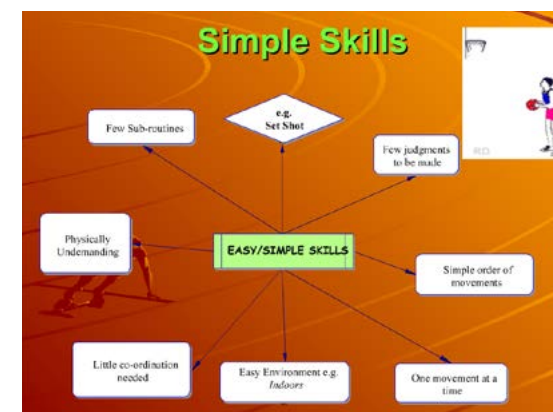 Simple Skills
e.g.
Set Shot
Few Sub-routines
Few judgments
to be made
Physically
Undemanding
EASY/SIMPLE SKILLS
Simple order of
movements
Little co-ordination
needed
Easy Environment e.g.
Indoors
One movement at a
time